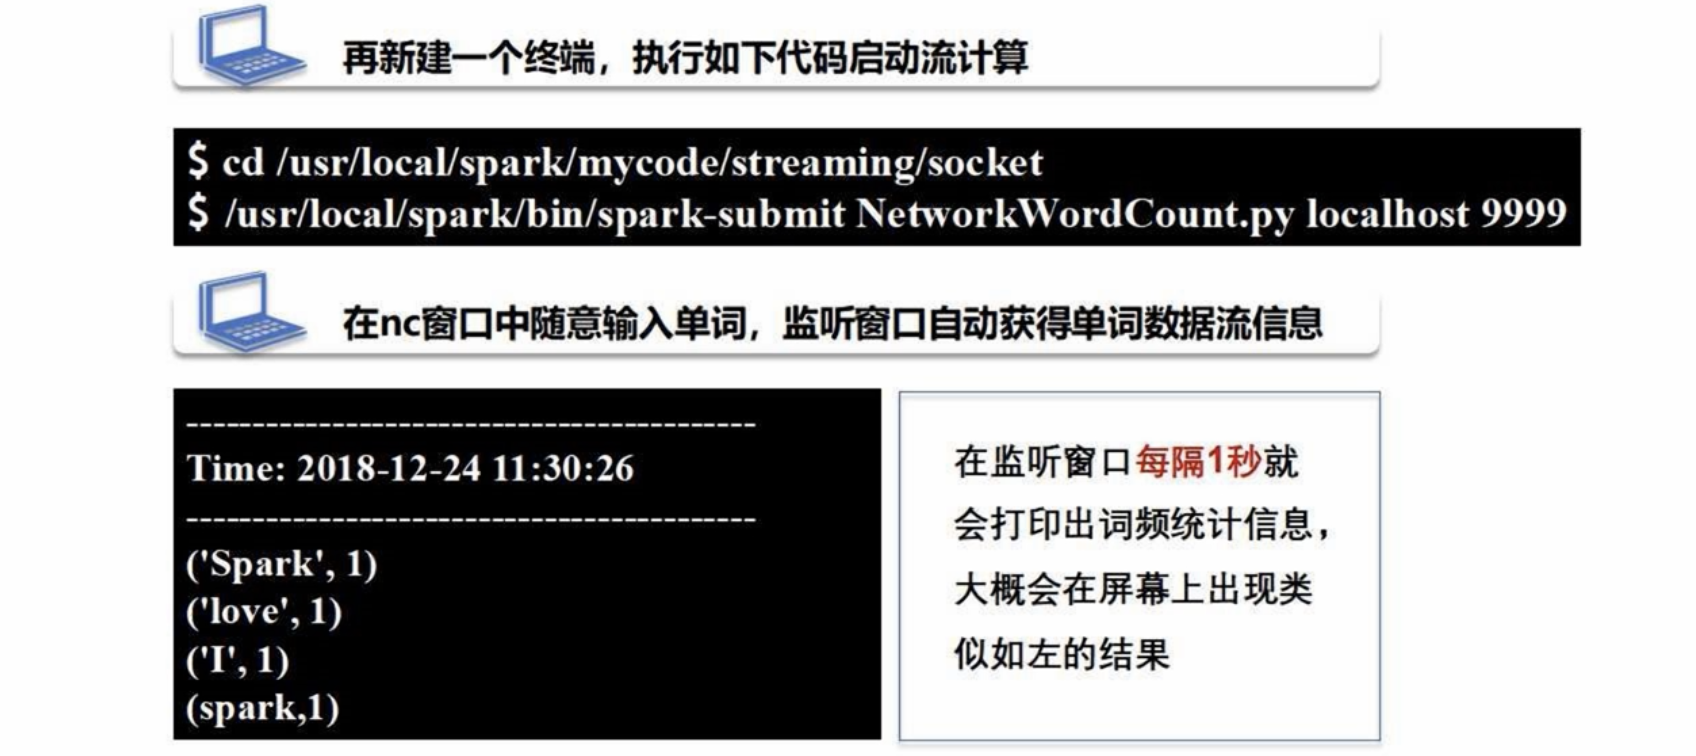 再新建一个终端，执行如下代码启动流计算
$ cd /usr/local/spark/mycode/streaming/socket
$ /usr/local/spark/bin/spark-submit NetworkWordCount.py localhost 9999
在nc窗口中随意输入单词，监听窗口自动获得单词数据流信息
-------------------------------------------
Time: 2018-12-24 11:30:26
-------------------------------------------
('Spark', 1)
('love', 1)
('I', 1)
(spark,1)
在监听窗口每隔1秒就
会打印出词频统计信息，
大概会在屏幕上出现类
似如左的结果